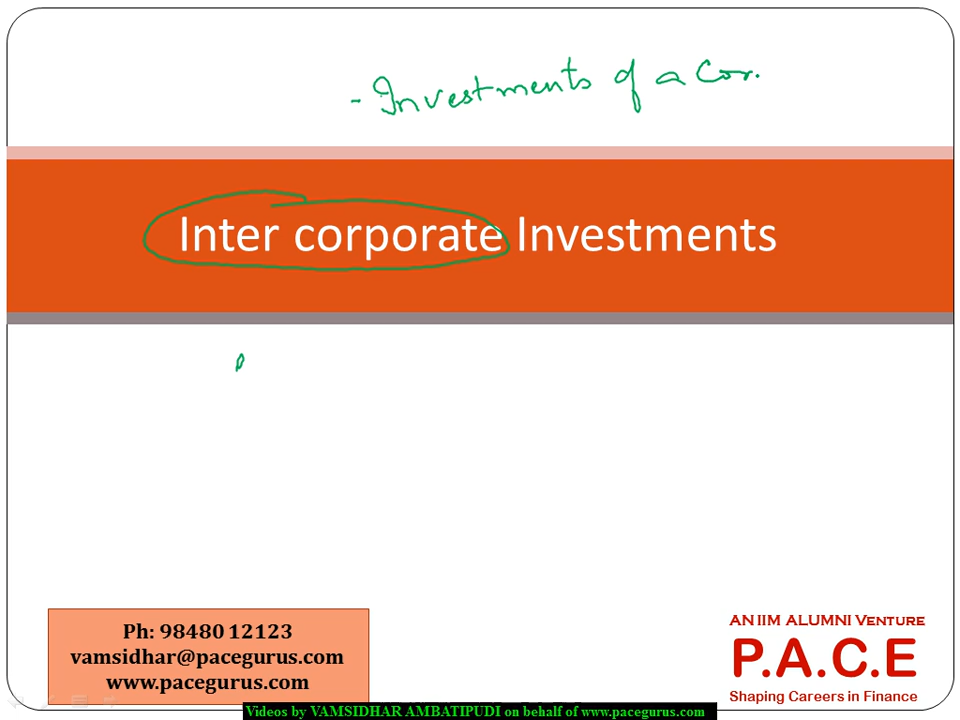 - Investments of a Cor.
Inter corporate Investments
Ph: 98480 12123
vamsidhar@pacegurus.com
www.pacegurus.com
AN IIM ALUMNI VENTURE
P.A.C.E
Shaping Careers in Finance
Videos by VAMSIDHAR AMBATIPUDI on behalf of www.pacegurus.com